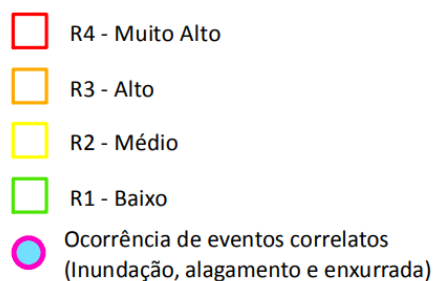 R4 - Muito Alto
R3 - Alto
R2 - Médio
R1 - Baixo
Ocorrência de eventos correlatos
(Inundação, alagamento e enxurrada)